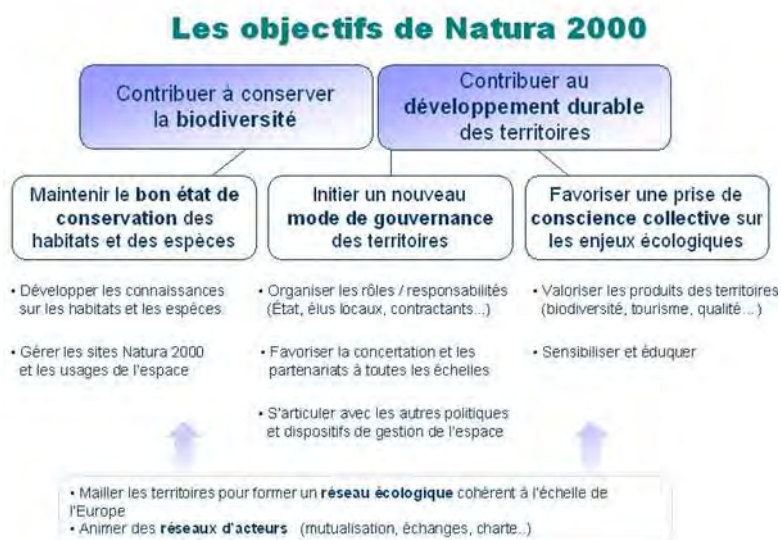 Les objectifs de Natura 2000
Contribuer à conserver
la biodiversité
Contribuer au
développement durable
des territoires
Maintenir le bon état de
conservation des
habitats et des espèces
Initier un nouveau
mode de gouvernance
des territoires
Favoriser une prise de
conscience collective sur
les enjeux écologiques
• Développer les connaissances
sur les habitats et les espèces
• Gérer les sites Natura 2000
et les usages de l'espace
• Organiser les rôles / responsabilités
(État, élus locaux, contractants...)
• Favoriser la concertation et les
partenariats à toutes les échelles
• S'articuler avec les autres politiques
et dispositifs de gestion de l'espace
• Valoriser les produits des territoires
(biodiversité, tourisme, qualité...)
• Sensibiliser et éduquer
• Mailler les territoires pour former un réseau écologique cohérent à l'échelle de
l'Europe
• Animer des réseaux d'acteurs (mutualisation, échanges, charte..)